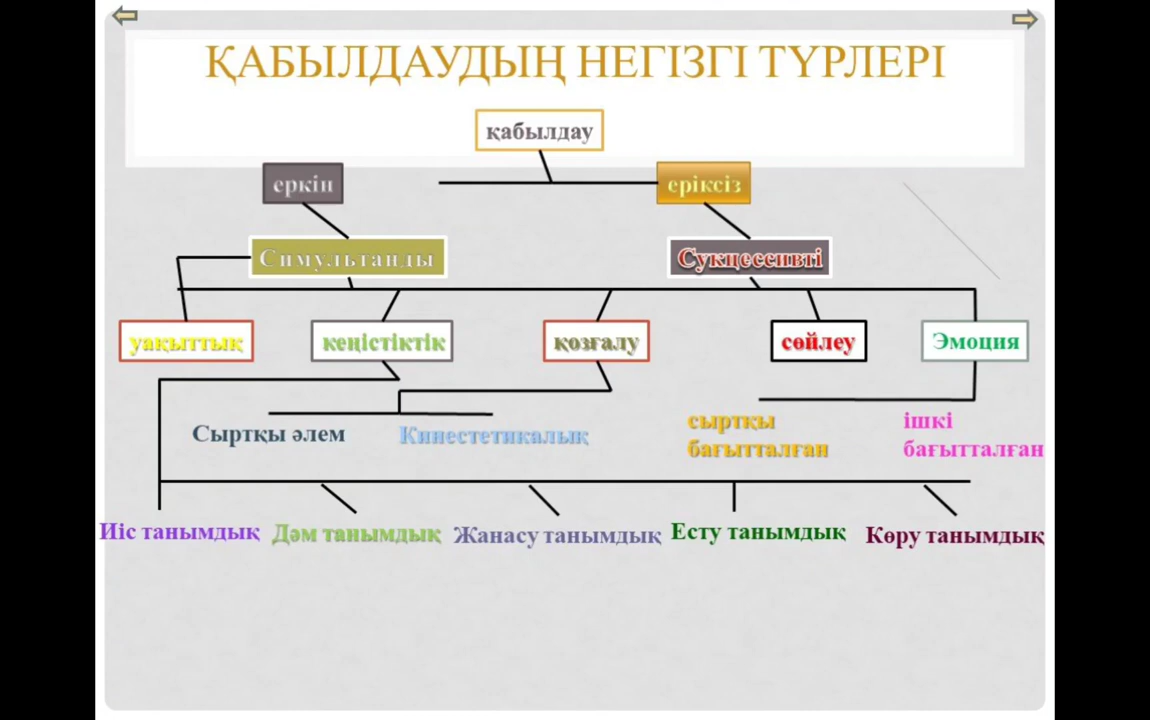 ҚАБЫЛДАУДЫҢ НЕГІЗГІ ТҮРЛЕРІ
қабылдау
еркін
еріксіз
Симультанды
Сукцессивті
уақыттық
кеңістіктік
қозғалу
сөйлеу
Эмоция
Сыртқы әлем
Кинестетикалық
сыртқы
бағытталған
ішкі
бағытталған
Иіс танымдық
Дәм танымдық
Жанасу танымдық
Есту танымдық
Көру танымдық